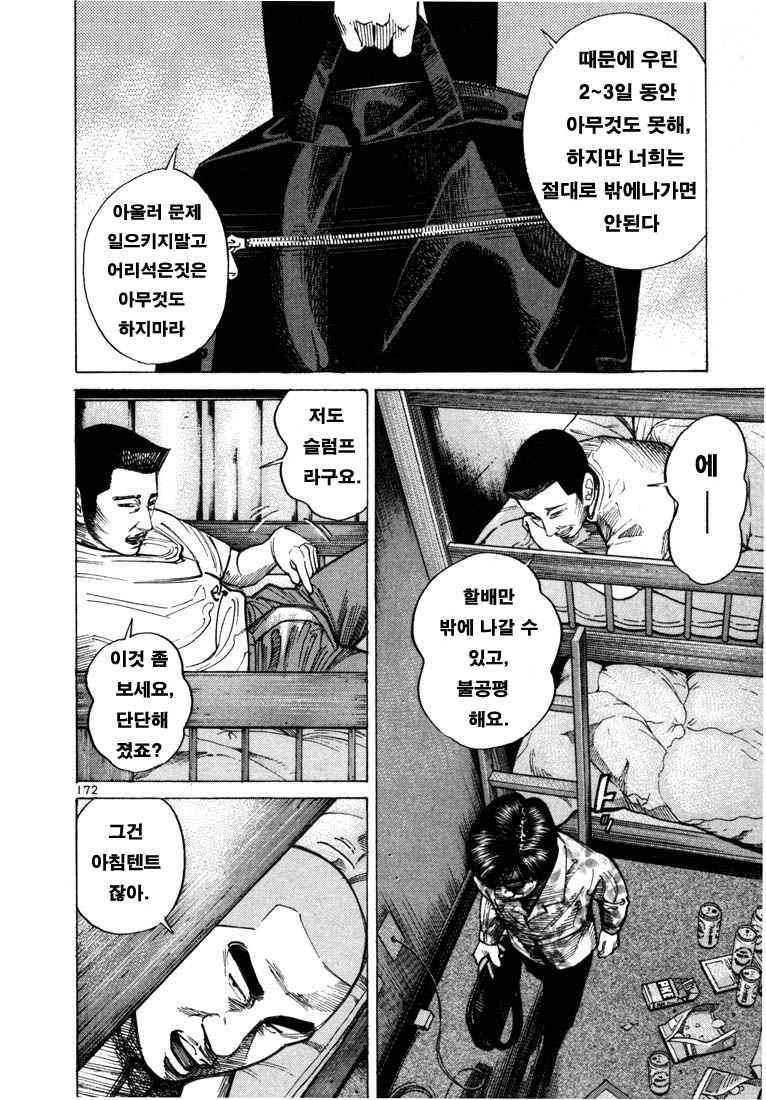 때문에 우린
2~3일 동안
아무것도 못해,
하지만 너희는
절대로 밖에나가면
안된다
아울러 문제
일으키지말고
어리석은짓은
아무것도
하지마라
에
ー
할배만
밖에 나갈 수
있고,
불공평
해요.
ト
저도
슬럼프
라구요.
이것 좀
보세요,
단단해
졌죠?
172
그건
아침텐트
잖아.